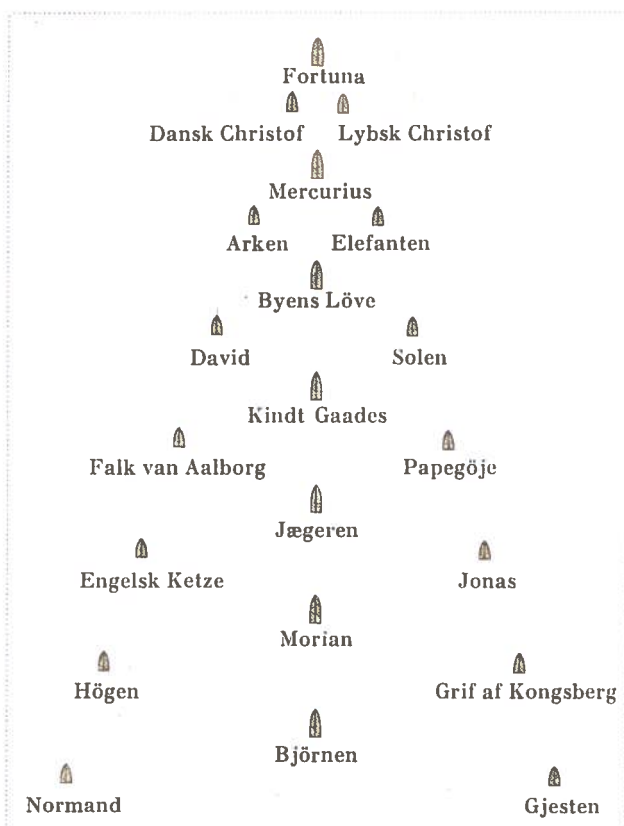 Fortuna
Dansk Christof Lybsk Christof
Mercurius
Arken Elefanten
Byens Löve
David Solen
Kindt Gaades
Falk van Aalborg Papegöje
Jægeren
Engelsk Ketze Jonas
Morian
Högen Grif af Kongsberg
Björnen
Normand Gjesten